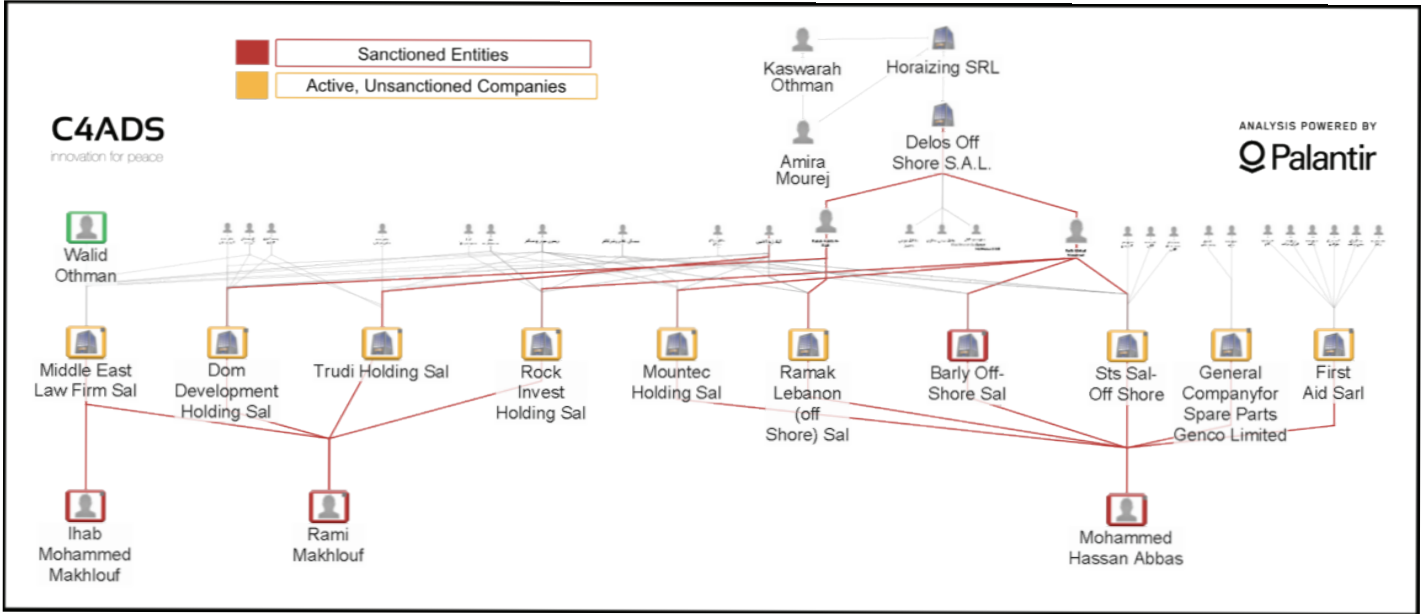 Sanctioned Entities
Active, Unsanctioned Companies
C4ADS
innovation for peace
ANALYSIS POWERED BY
Palantir
Kaswarah
Othman
Horaizing SRL
Amira
Mourej
Delos Off
Shore S.A.L.
Walid
Othman
Middle East
Law Firm Sal
Dom
Development
Holding Sal
Trudi Holding Sal
Rock
Invest
Holding Sal
Mountec
Holding Sal
Ramak
Lebanon
(off
Shore) Sal
Barly Off-
Shore Sal
Sts Sal-
Off Shore
General
Companyfor
Spare Parts
Genco Limited
First
Aid Sarl
Ihab
Mohammed
Makhlouf
Rami
Makhlouf
Mohammed
Hassan Abbas